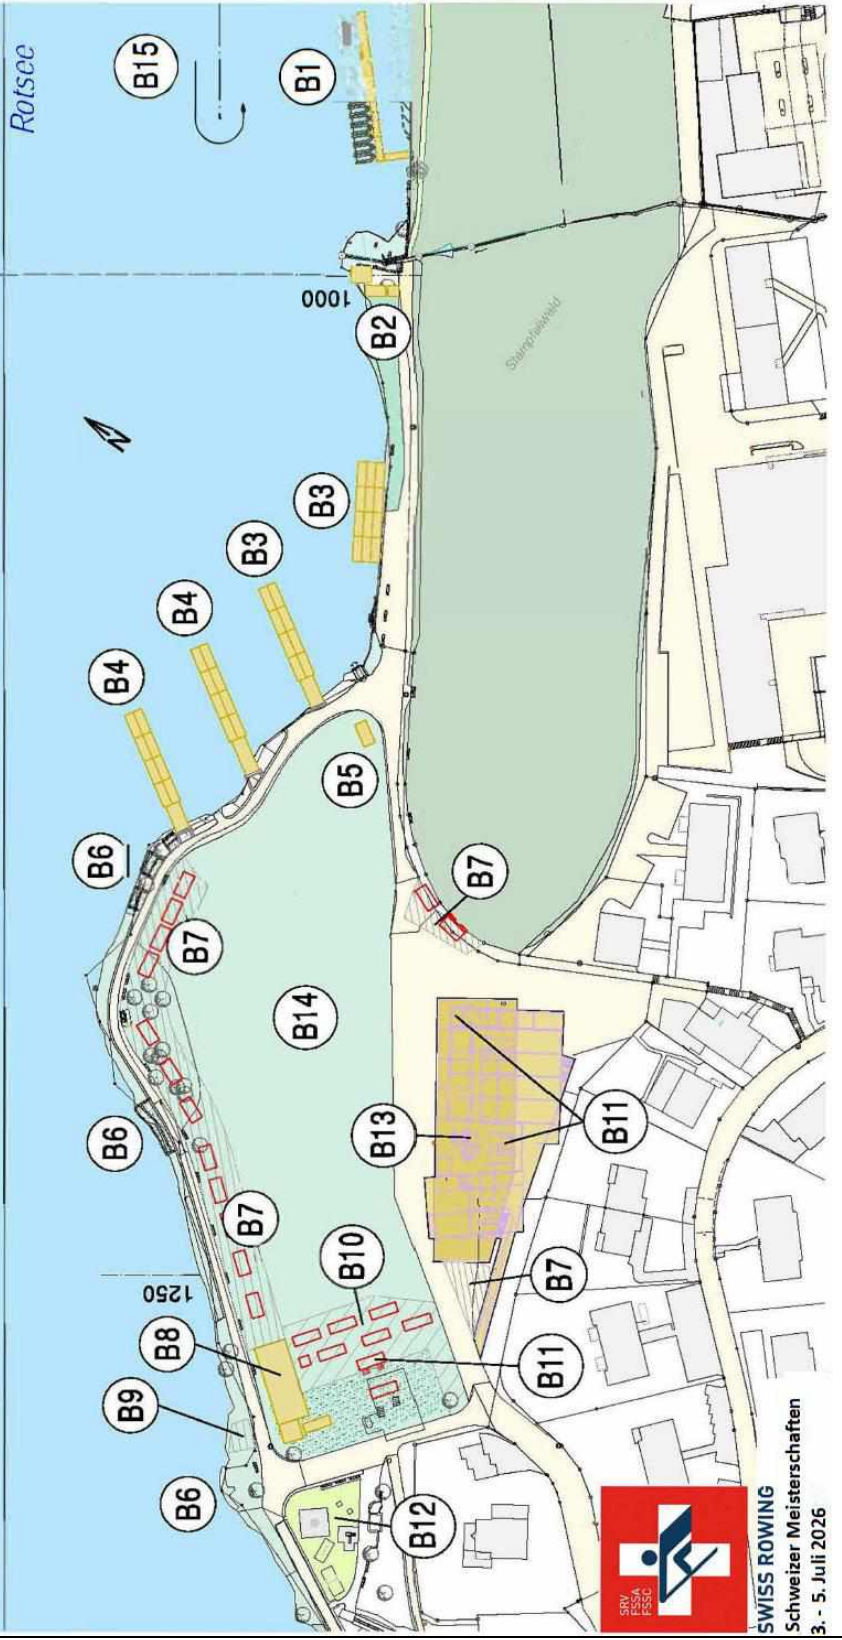 Rotsee
B15
B1
1000
B2
B3
B3
B4
B4
Stampfeliwald
B5
B6
B7
B7
B14
B6
B13
B11
B7
B10
B7
1250
B8
B11
B9
B6
B12
SRV
FSSA
FSSC
SWISS ROWING
Schweizer Meisterschaften
3. - 5. Juli 2026
N